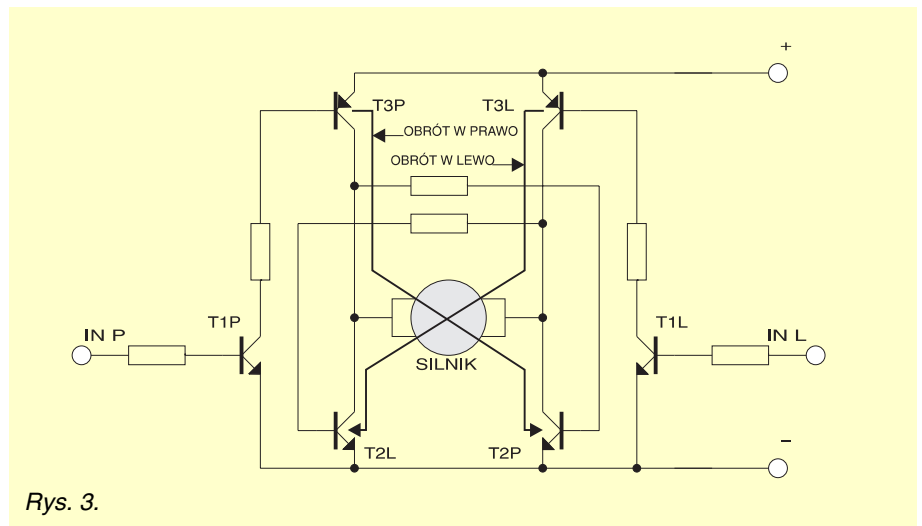 +
T3P
T3L
OBRÓT W PRAWO
OBRÓT W LEWO
IN P
T1P
T1L
IN L
SILNIK
T2L
T2P
–
Rys. 3.